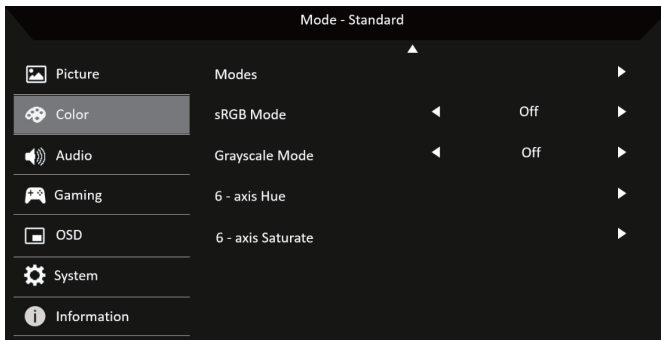 Mode - Standard
Picture
Modes
Color
sRGB Mode
Off
Audio
Grayscale Mode
Off
Gaming
6 - axis Hue
OSD
6 - axis Saturate
System
Information